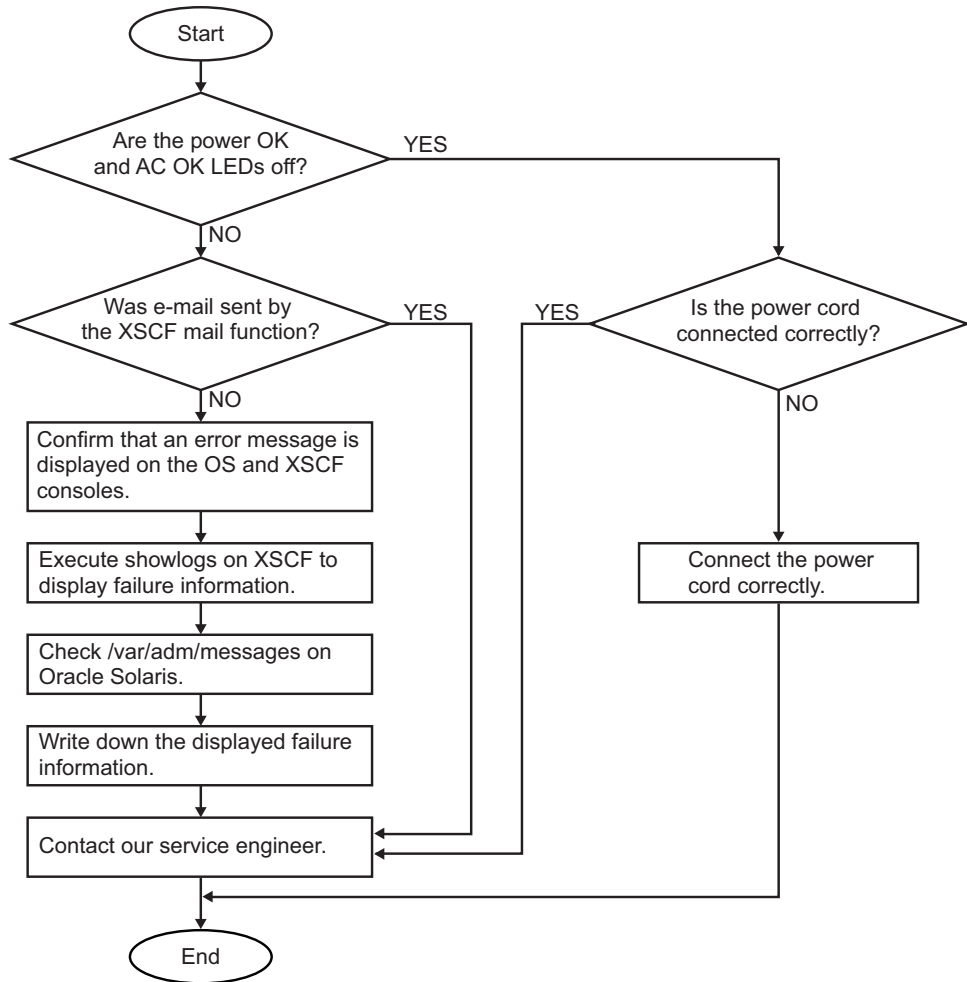 Start
Are the power OK
and AC OK LEDs off?
YES
NO
Was e-mail sent by
the XSCF mail function?
YES
YES
Is the power cord
connected correctly?
NO
NO
Confirm that an error message is
displayed on the OS and XSCF
consoles.
Execute showlogs on XSCF to
display failure information.
Connect the power
cord correctly.
Check /var/adm/messages on
Oracle Solaris.
Write down the displayed failure
information.
Contact our service engineer.
End